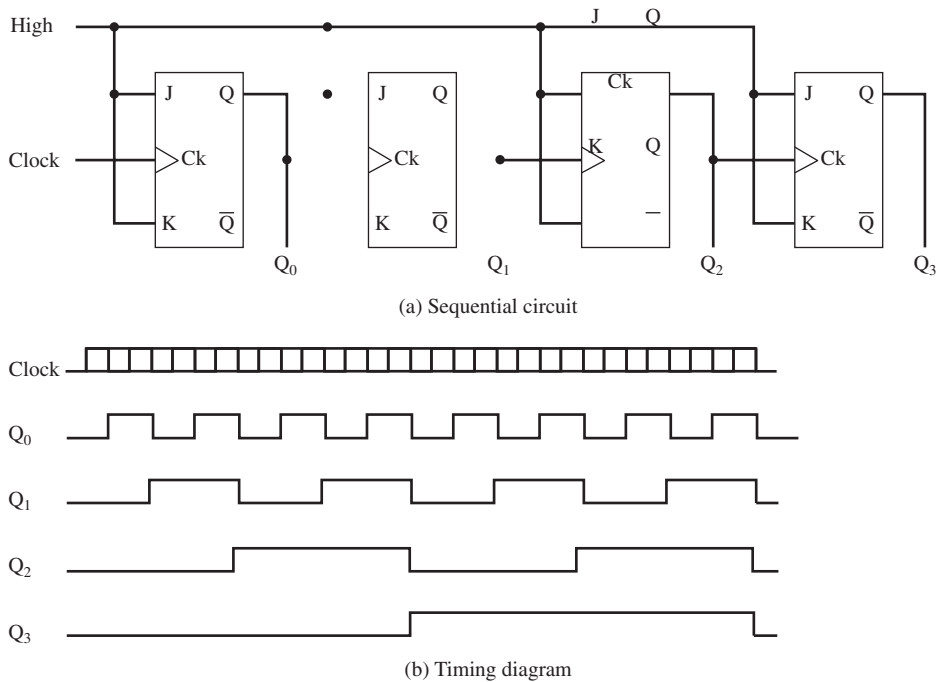 High
J Q
J Q
J Q
Ck
J Q
Clock
Ck
Ck
K Q
Ck
K Q̅
K Q̅
K Q̅
Q₀
Q₁
Q₂
Q₃
(a) Sequential circuit
Clock
Q₀
Q₁
Q₂
Q₃
(b) Timing diagram